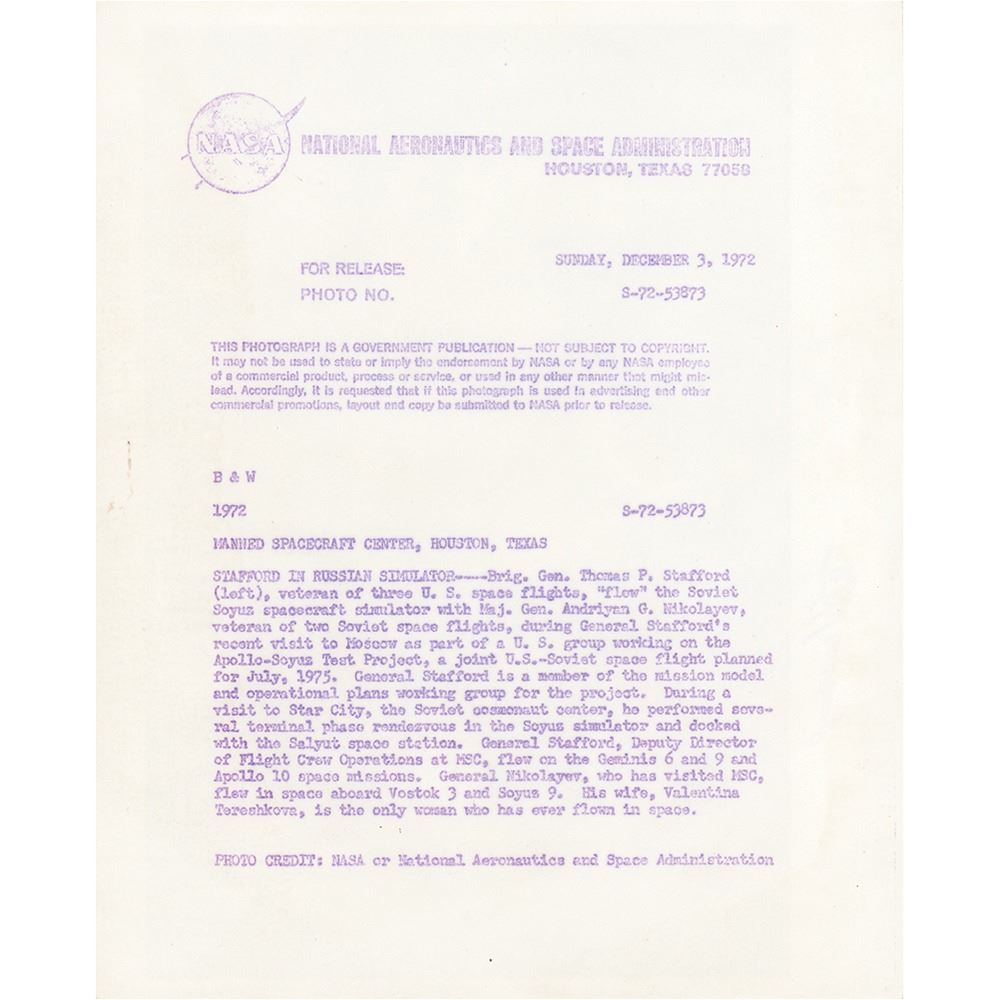 NASA
NATIONAL AERONAUTICS AND SPACE ADMINISTRATION
HOUSTON, TEXAS 77058
FOR RELEASE: SUNDAY, DECEMBER 3, 1972
PHOTO NO. S-72-53873
THIS PHOTOGRAPH IS A GOVERNMENT PUBLICATION — NOT SUBJECT TO COPYRIGHT.
It may not be used to state or imply the endorsement by NASA or by any NASA employee
of a commercial product, process or service, or used in any other manner that might mis-
lead. Accordingly, it is requested that if this photograph is used in advertising and other
commercial promotions, layout and copy be submitted to NASA prior to release.
B & W
1972 S-72-53873
MANNED SPACECRAFT CENTER, HOUSTON, TEXAS
STAFFORD IN RUSSIAN SIMULATOR----Brig. Gen. Thomas P. Stafford
(left), veteran of three U. S. space flights, "flew" the Soviet
Soyuz spacecraft simulator with Maj. Gen. Andriyan G. Nikolayev,
veteran of two Soviet space flights, during General Stafford's
recent visit to Moscow as part of a U. S. group working on the
Apollo-Soyuz Test Project, a joint U.S.-Soviet space flight planned
for July, 1975. General Stafford is a member of the mission model
and operational plans working group for the project. During a
visit to Star City, the Soviet cosmonaut center, he performed seve-
ral terminal phase rendezvous in the Soyuz simulator and docked
with the Salyut space station. General Stafford, Deputy Director
of Flight Crew Operations at MSC, flew on the Geminis 6 and 9 and
Apollo 10 space missions. General Nikolayev, who has visited MSC,
flew in space aboard Vostok 3 and Soyuz 9. His wife, Valentina
Tereshkova, is the only woman who has ever flown in space.
PHOTO CREDIT: NASA or National Aeronautics and Space Administration